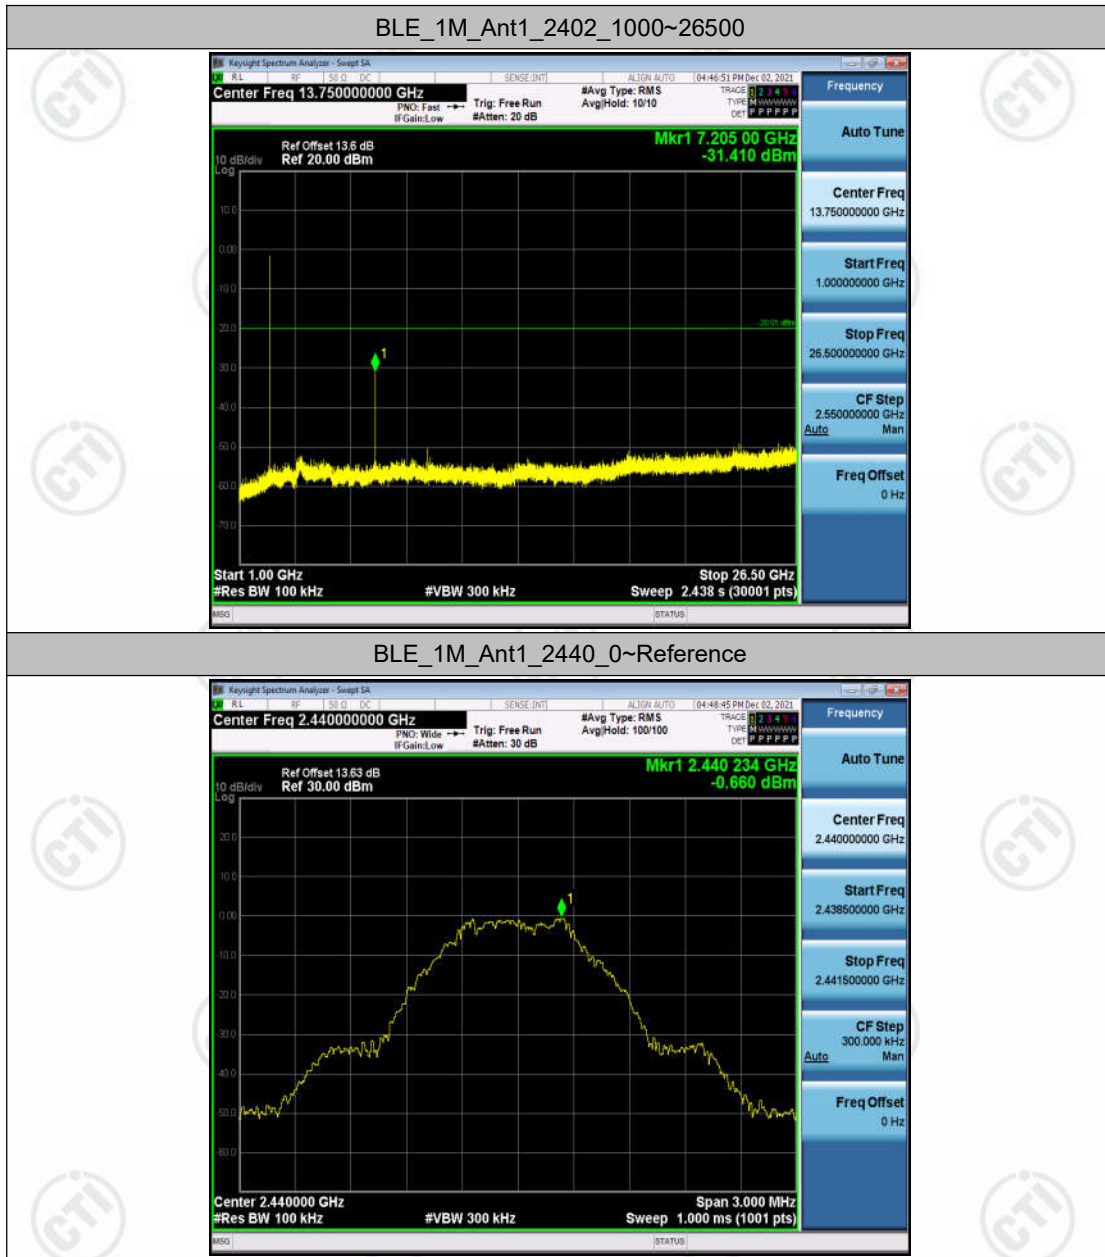 BLE_1M_Ant1_2402_1000~26500
Keysight Spectrum Analyzer - Swept SA
RL RF 50 Ω DC SENSE:INT ALIGN AUTO 04:46:51 PM Dec 02, 2021
Center Freq 13.750000000 GHz
PNO: Fast
IFGain:Low
Trig: Free Run
#Atten: 20 dB
#Avg Type: RMS
Avg|Hold: 10/10
TRACE 1 2 3 4 5 6
TYPE M WWWWW
DET P P P P P P
Ref Offset 13.6 dB
10 dB/div Ref 20.00 dBm
Log
Mkr1 7.205 00 GHz
-31.410 dBm
10.0
0.00
-10.0
-20.0
-20.01 dBm
-30.0
1
-40.0
-50.0
-60.0
-70.0
Start 1.00 GHz
Stop 26.50 GHz
#Res BW 100 kHz
#VBW 300 kHz
Sweep 2.438 s (30001 pts)
MSG
STATUS
Frequency
Auto Tune
Center Freq
13.750000000 GHz
Start Freq
1.000000000 GHz
Stop Freq
26.500000000 GHz
CF Step
2.550000000 GHz
Auto Man
Freq Offset
0 Hz
BLE_1M_Ant1_2440_0~Reference
Keysight Spectrum Analyzer - Swept SA
RL RF 50 Ω DC SENSE:INT ALIGN AUTO 04:48:45 PM Dec 02, 2021
Center Freq 2.440000000 GHz
PNO: Wide
IFGain:Low
Trig: Free Run
#Atten: 30 dB
#Avg Type: RMS
Avg|Hold: 100/100
TRACE 1 2 3 4 5 6
TYPE M WWWWW
DET P P P P P P
Ref Offset 13.63 dB
10 dB/div Ref 30.00 dBm
Log
Mkr1 2.440 234 GHz
-0.660 dBm
20.0
10.0
0.00
1
-10.0
-20.0
-30.0
-40.0
-50.0
-60.0
Center 2.440000 GHz
Span 3.000 MHz
#Res BW 100 kHz
#VBW 300 kHz
Sweep 1.000 ms (1001 pts)
MSG
STATUS
Frequency
Auto Tune
Center Freq
2.440000000 GHz
Start Freq
2.438500000 GHz
Stop Freq
2.441500000 GHz
CF Step
300.000 kHz
Auto Man
Freq Offset
0 Hz
CTI
CTI
CTI
CTI
CTI
CTI
CTI
CTI